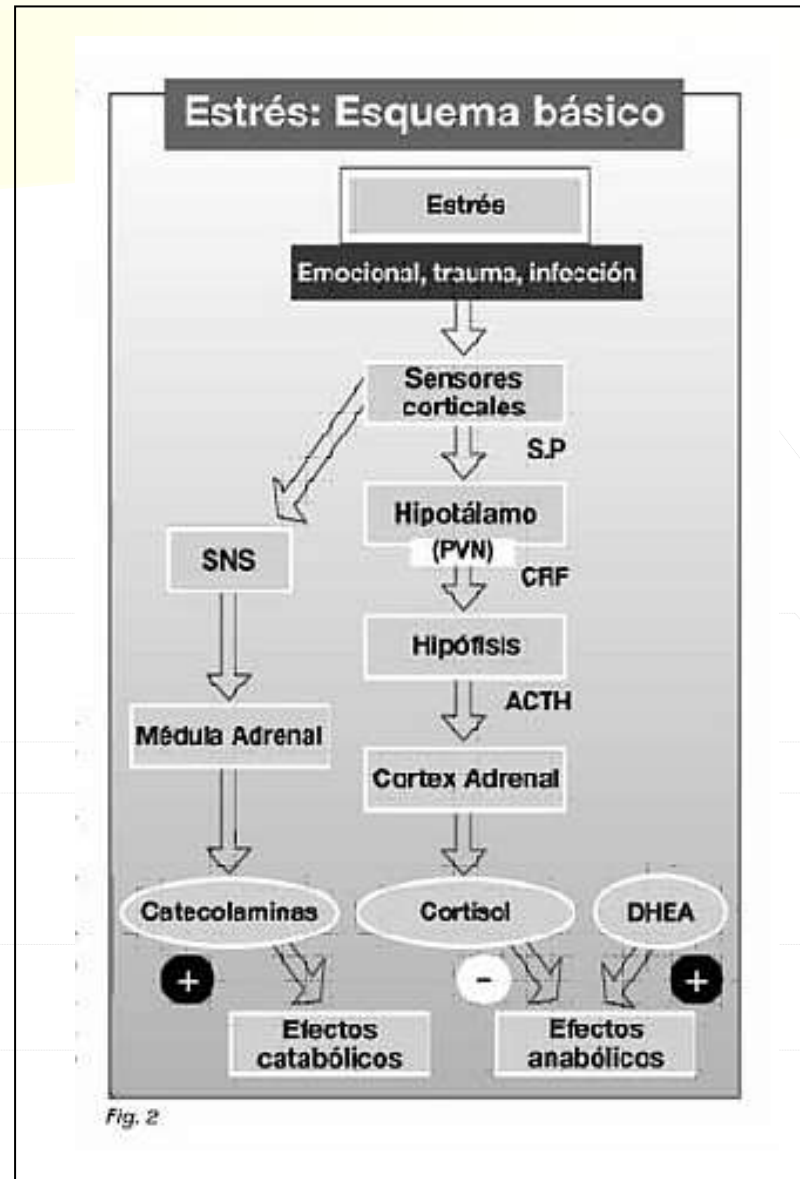 Estrés: Esquema básico
Estrés
Emocional, trauma, infección
Sensores
corticales
S.P
Hipotálamo
(PVN)
SNS
CRF
Hipófisis
ACTH
Médula Adrenal
Cortex Adrenal
Catecolaminas
Cortisol
DHEA
+
-
+
Efectos
catabólicos
Efectos
anabólicos
Fig. 2